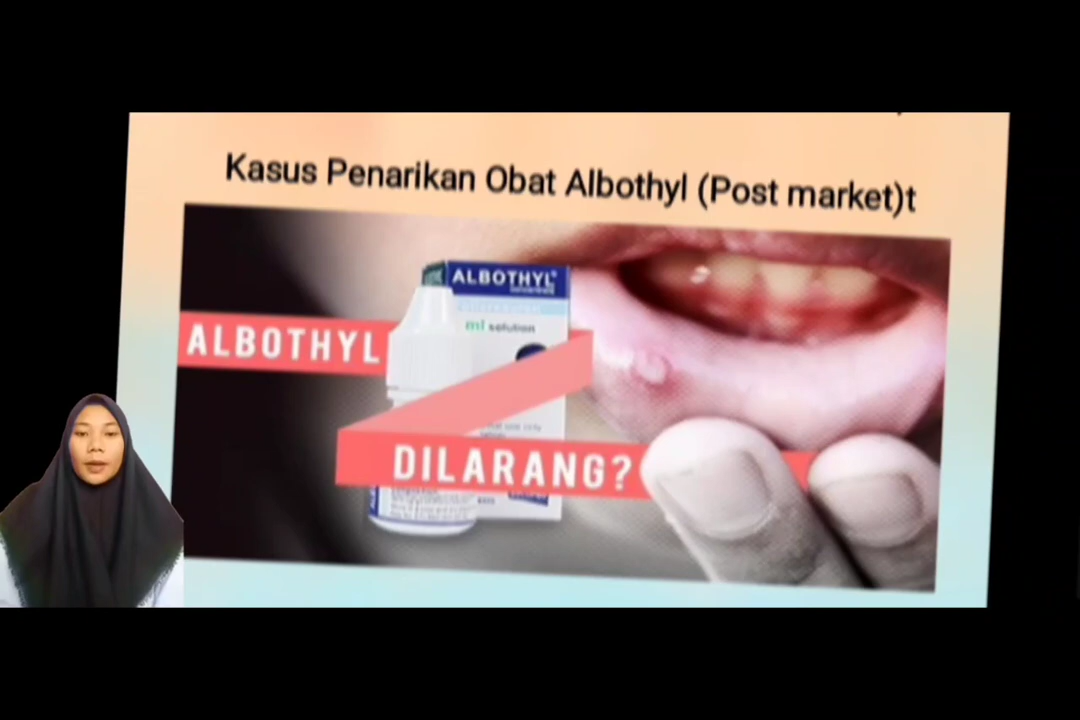 Kasus Penarikan Obat Albothyl (Post market)t
ALBOTHYL
ml solution
ALBOTHYL
DILARANG?